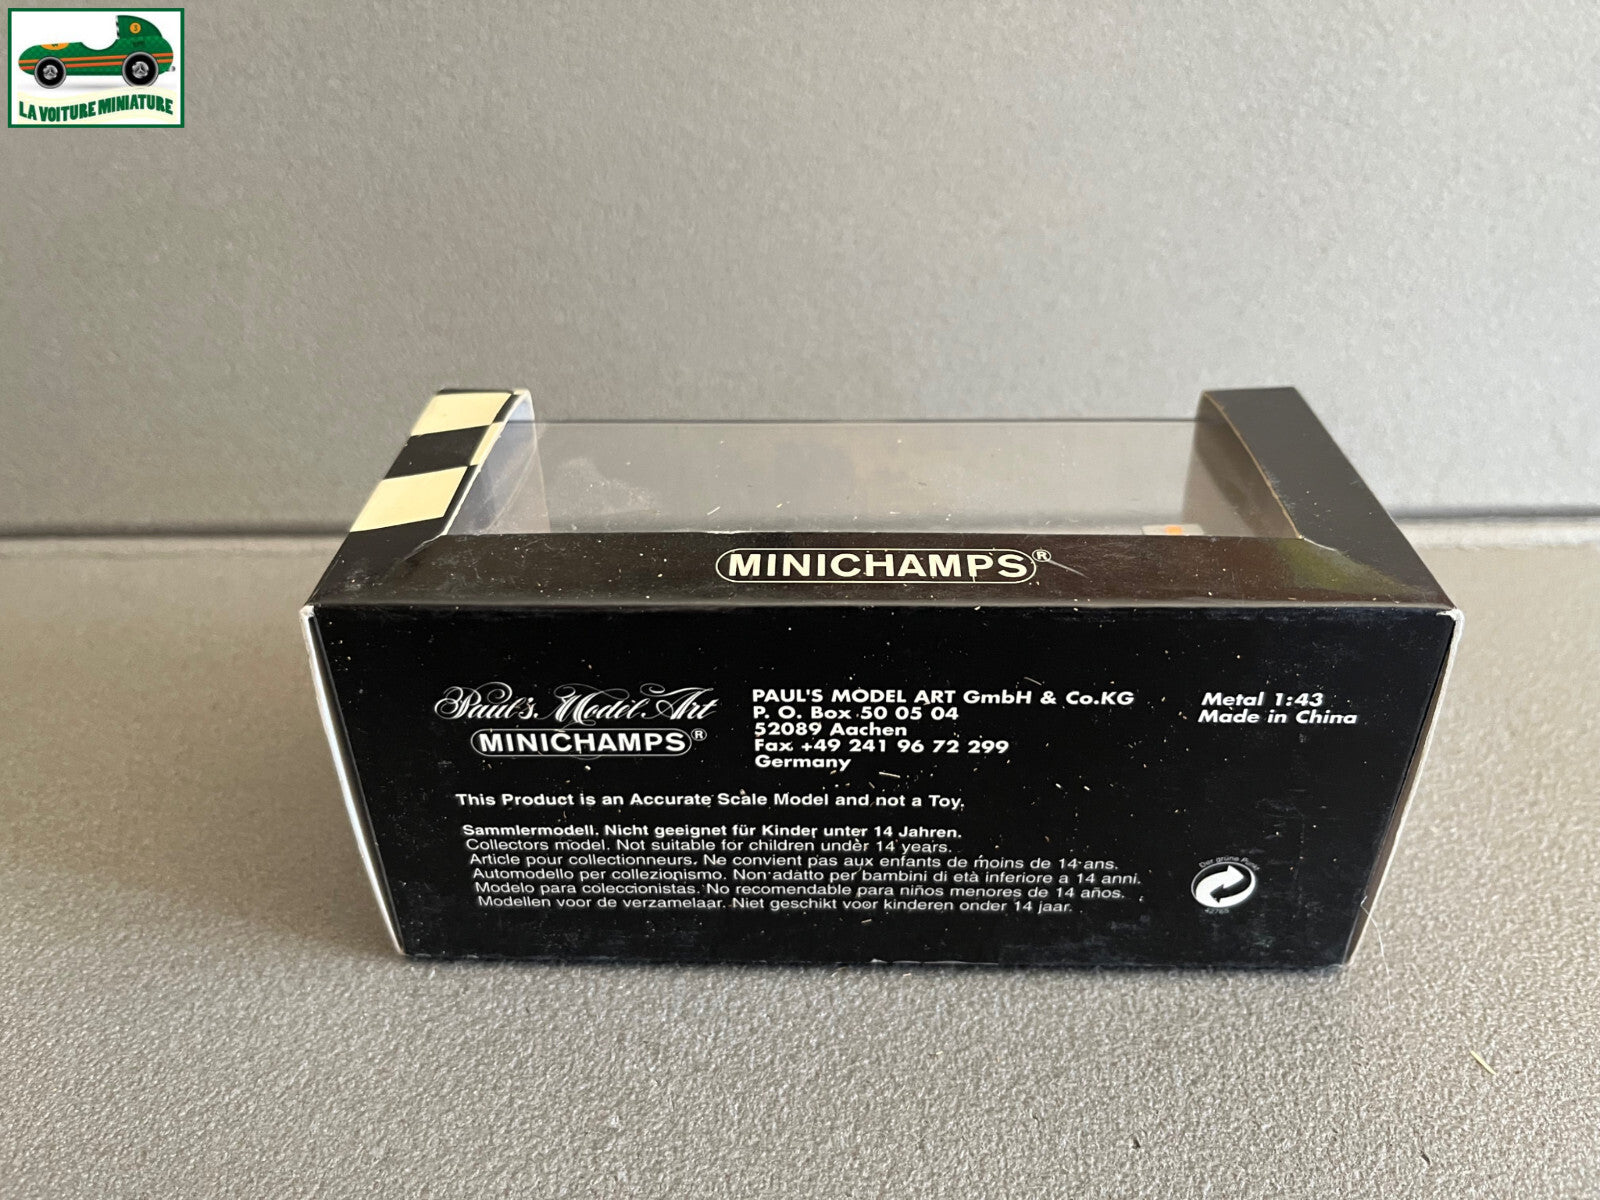 LA VOITURE MINIATURE
MINICHAMPS®
Paul's Model Art
MINICHAMPS®
PAUL'S MODEL ART GmbH & Co.KG
P. O. Box 50 05 04
52089 Aachen
Fax +49 241 96 72 299
Germany
Metal 1:43
Made in China
This Product is an Accurate Scale Model and not a Toy.
Sammlermodell. Nicht geeignet für Kinder unter 14 Jahren.
Collectors model. Not suitable for children under 14 years.
Article pour collectionneurs. Ne convient pas aux enfants de moins de 14 ans.
Automodello per collezionismo. Non adatto per bambini di età inferiore a 14 anni.
Modelo para coleccionistas. No recomendable para niños menores de 14 años.
Modellen voor de verzamelaar. Niet geschikt voor kinderen onder 14 jaar.
Der grüne Punkt
42765